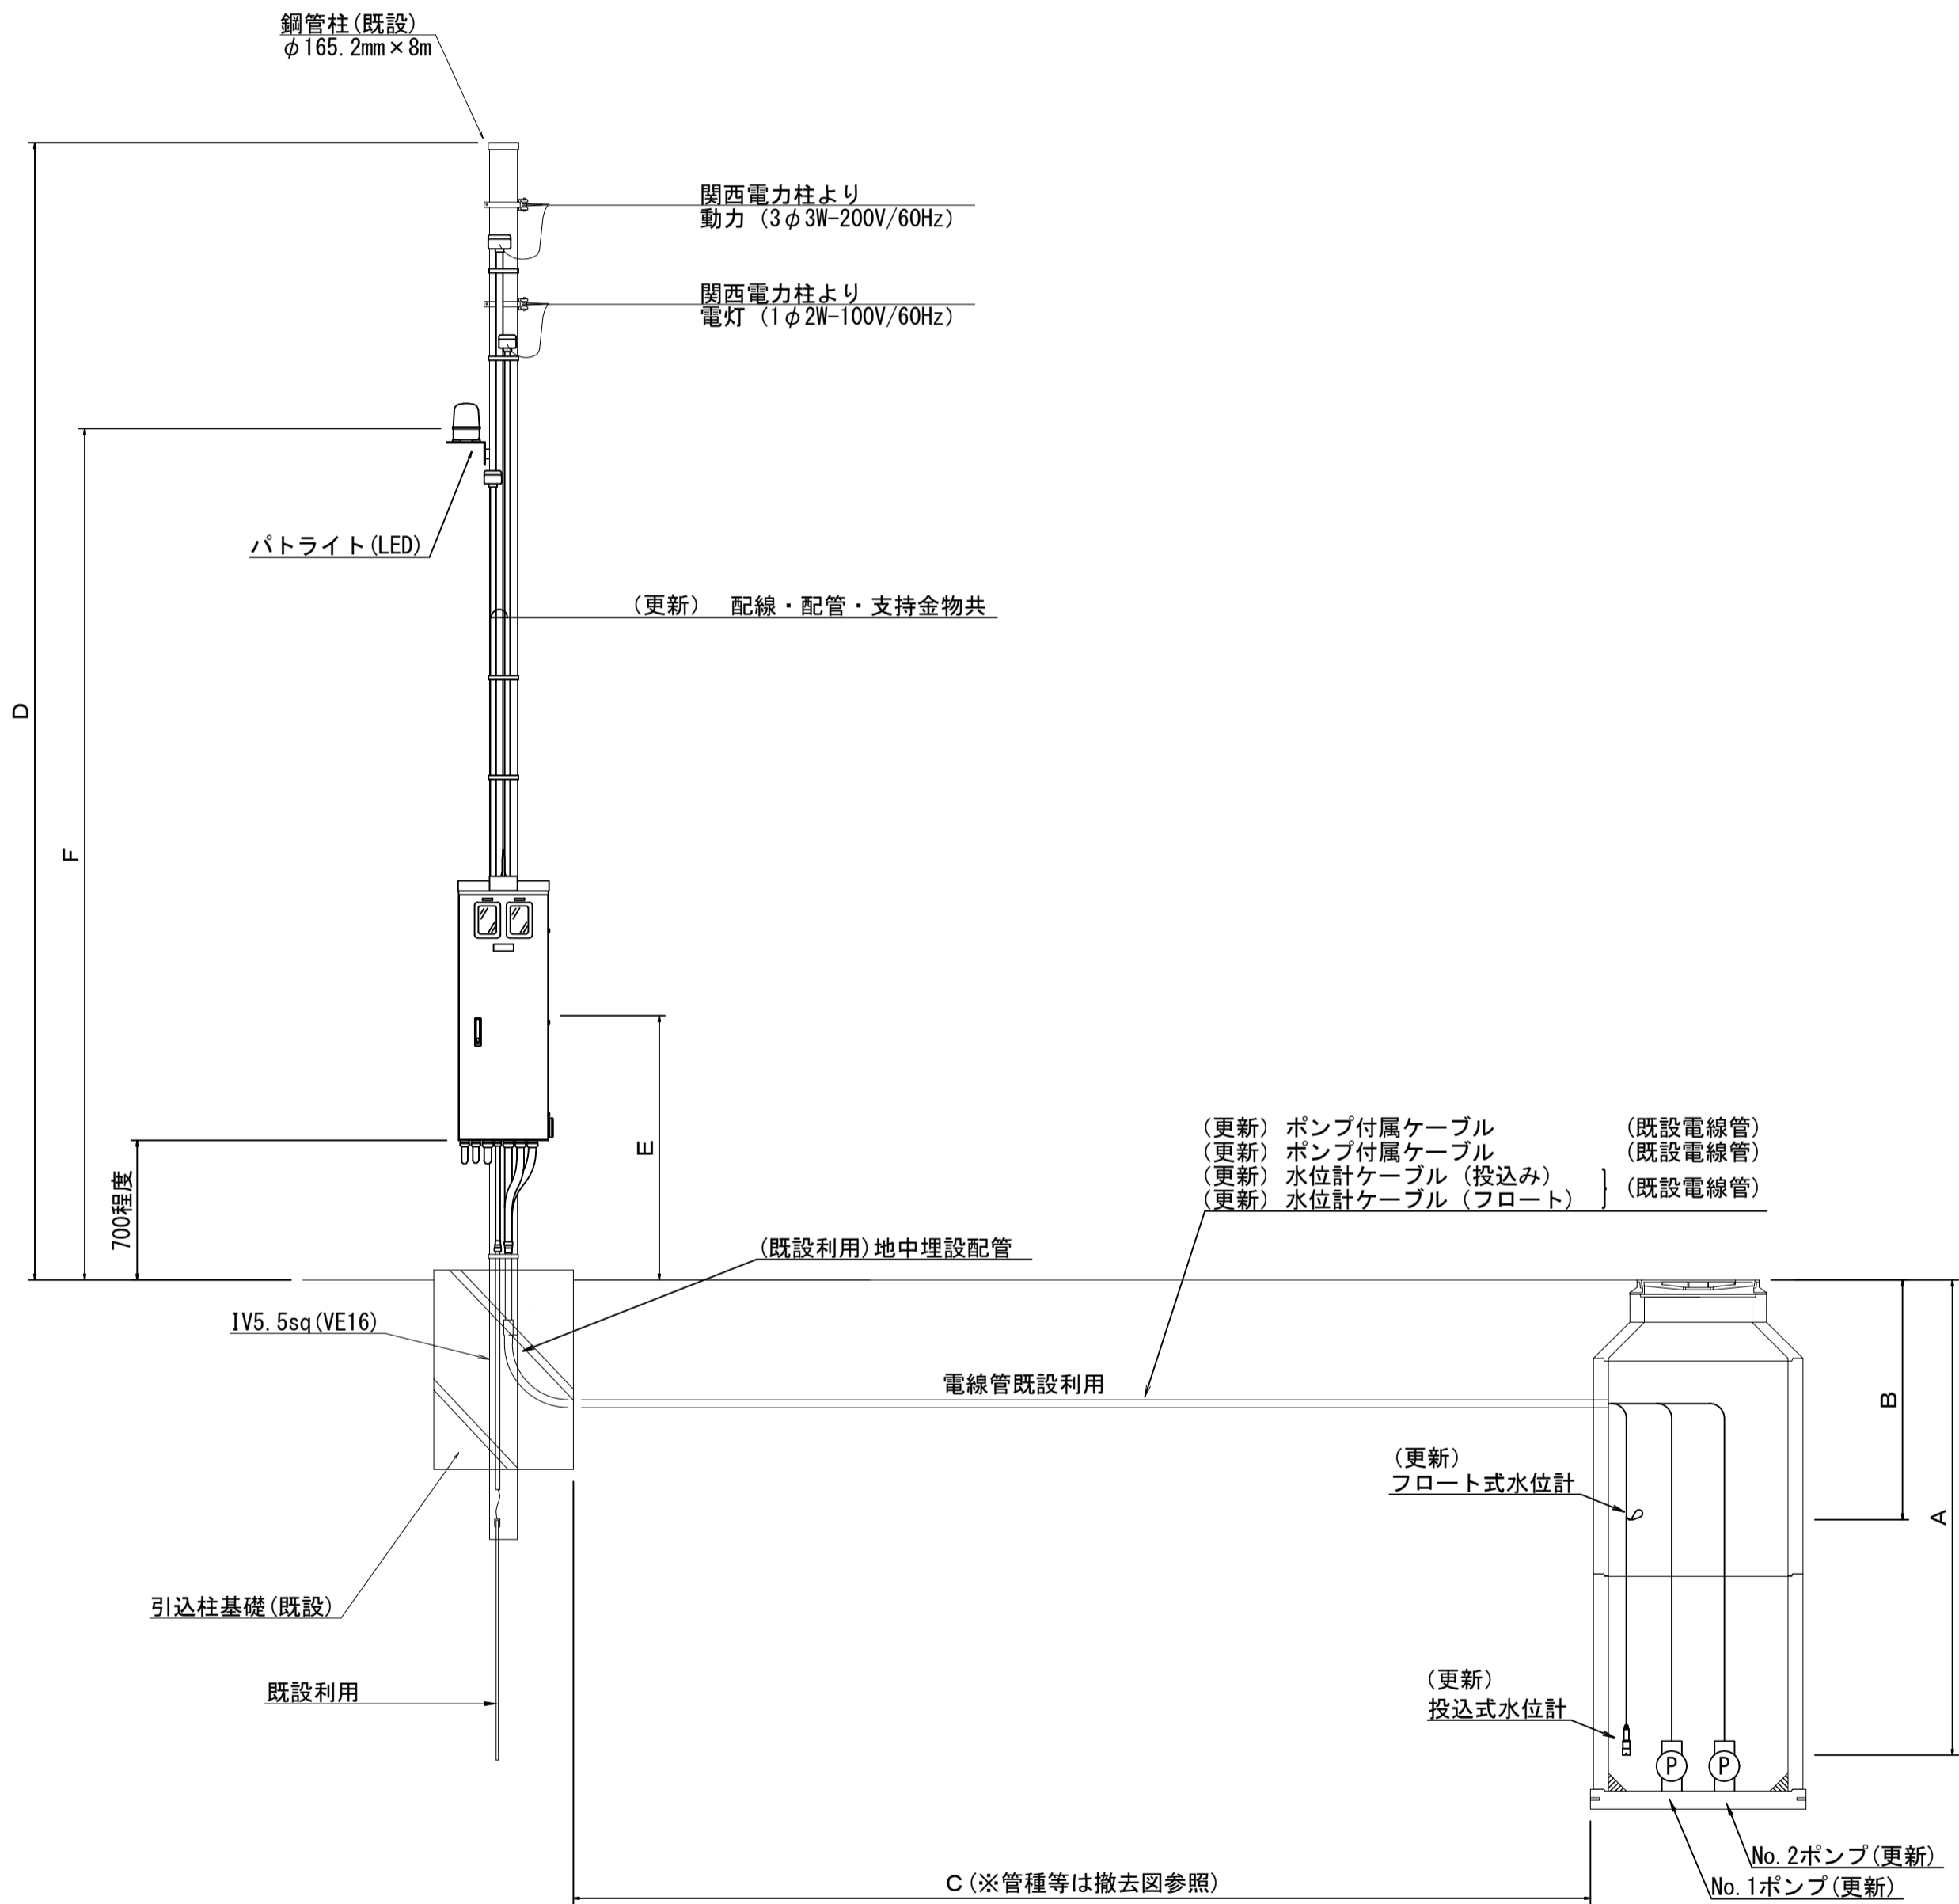 鋼管柱(既設)
φ165.2mm×8m
関西電力柱より
動力（3φ3W-200V/60Hz）
関西電力柱より
電灯（1φ2W-100V/60Hz）
パトライト(LED)
（更新）　配線・配管・支持金物共
D
F
E
700程度
（更新）ポンプ付属ケーブル　（既設電線管）
（更新）ポンプ付属ケーブル　（既設電線管）
（更新）水位計ケーブル（投込み）
（更新）水位計ケーブル（フロート）
（既設電線管）
(既設利用)地中埋設配管
IV5.5sq(VE16)
電線管既設利用
B
A
（更新）
フロート式水位計
引込柱基礎(既設)
既設利用
（更新）
投込式水位計
P
P
No.2ポンプ(更新)
No.1ポンプ(更新)
C(※管種等は撤去図参照)